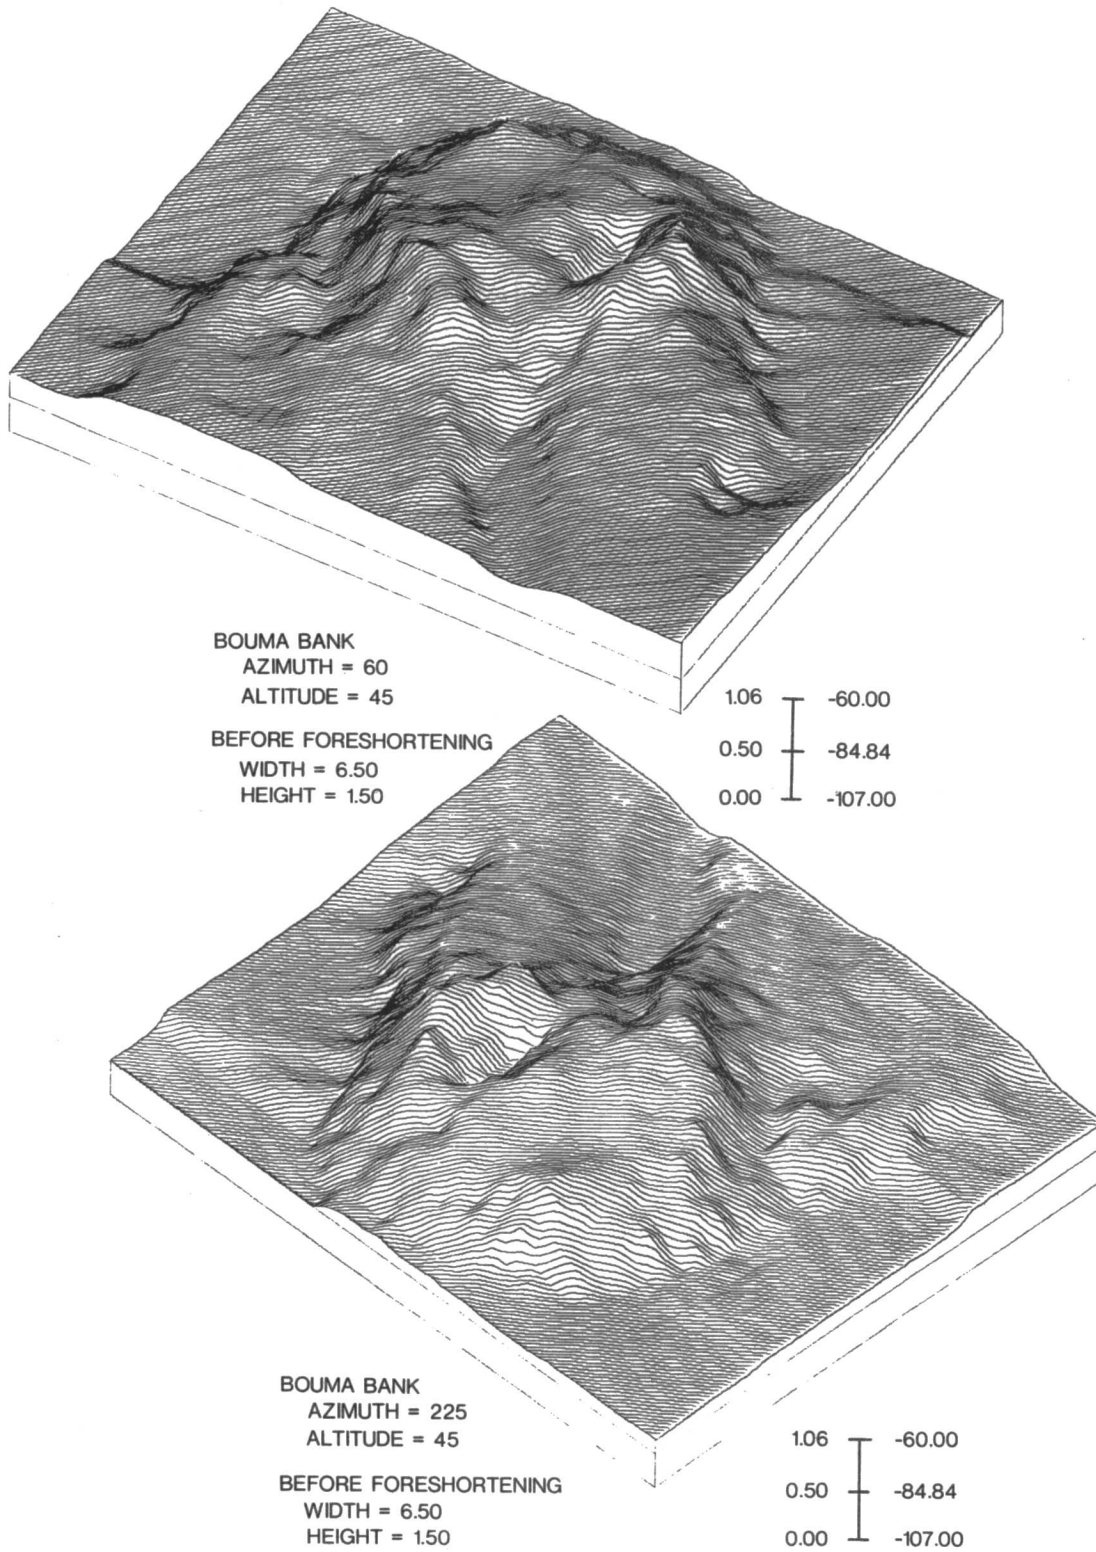 BOUMA BANK
AZIMUTH = 60
ALTITUDE = 45
BEFORE FORESHORTENING
WIDTH = 6.50
HEIGHT = 1.50
1.06 -60.00
0.50 -84.84
0.00 -107.00
BOUMA BANK
AZIMUTH = 225
ALTITUDE = 45
BEFORE FORESHORTENING
WIDTH = 6.50
HEIGHT = 1.50
1.06 -60.00
0.50 -84.84
0.00 -107.00